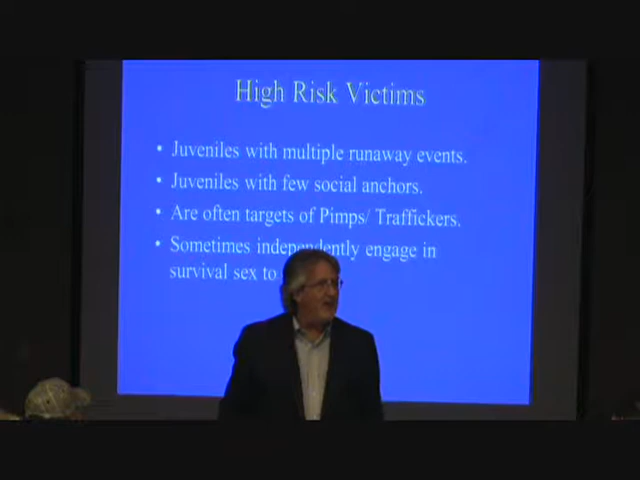 High Risk Victims
• Juveniles with multiple runaway events.
• Juveniles with few social anchors.
• Are often targets of Pimps/ Traffickers.
• Sometimes independently engage in
survival sex to